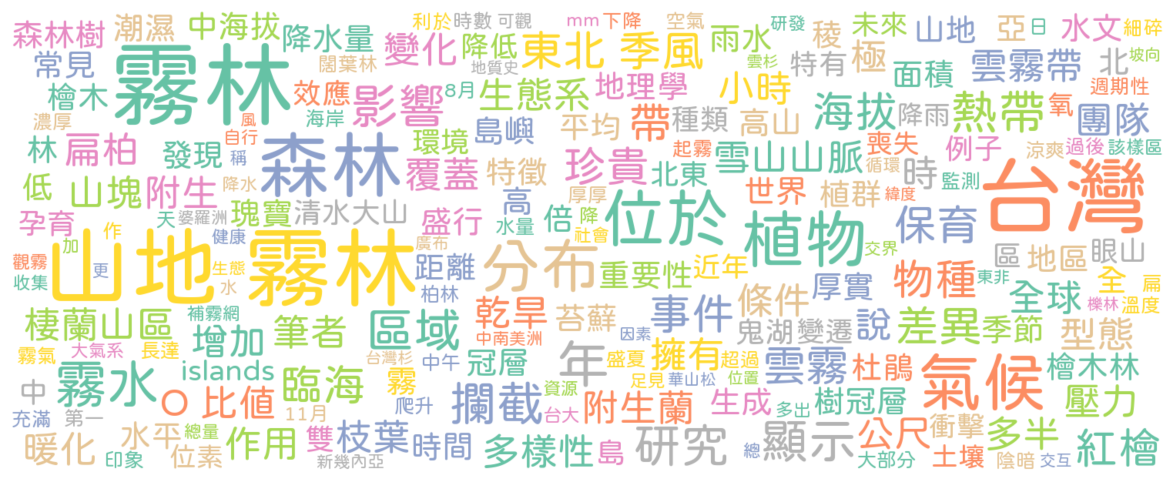 森林樹 潮濕 中海拔 降水量 變化 利於 時數 可觀 降低 東北 季風 mm 下降 空氣 雨水 研發 稜 未來 山地 亞 日 水文 細碎
常見 霧林 闊葉林 影響 地質史 生態系 地理學 小時 雲杉 特有 極 面積 雲霧帶 北 坡向
檜木 效應 海岸 8月 島嶼 平均 帶 種類 高山 海拔 降雨 熱帶 氧 團隊 週期性
濃厚 風 自行 環境 起霧 喪失
林 扁柏 發現 森林 覆蓋 特徵 珍貴 北東 雪山山脈 循環 時 監測 例子 涼爽 過後 該樣區
低 山塊 附生 瑰寶 降水 稱 清水大山 盛行 高 倍 厚厚 降 位於 世界 植群 緯度 台灣
孕育 天 婆羅洲 水量 社會 植物 保育
加 作 健康 廣布 交界 區 地區 眼山
觀霧 山地霧林 更 生態 距離 分布 重要性 近年 厚實 物種 東非 全 扁
收集 水 柏林 條件 全球 櫟林 溫度
棲蘭山區 補霧網 增加 筆者 區域 乾旱 苔蘚 事件 因素 鬼湖 變遷 說 差異 季節 型態
霧氣 大氣系 長達 中南美洲
中 霧水 islands 臨海 台灣杉 霧 中午 冠層 年 盛夏 擁有 超過 雲霧 杜鵑 氣候 檜木林
充滿 第一 O 比值 11月 爬升 攔截 資源 足見 華山松 位置 台大 附生蘭 生成 多出 樹冠層 壓力
暖化 水平 總量 作用 雙 枝葉 時間 多樣性 島 研究 總 顯示 公尺 衝擊 多半 紅檜
印象 位素 新幾內亞 大部分 土壤 陰暗 交互